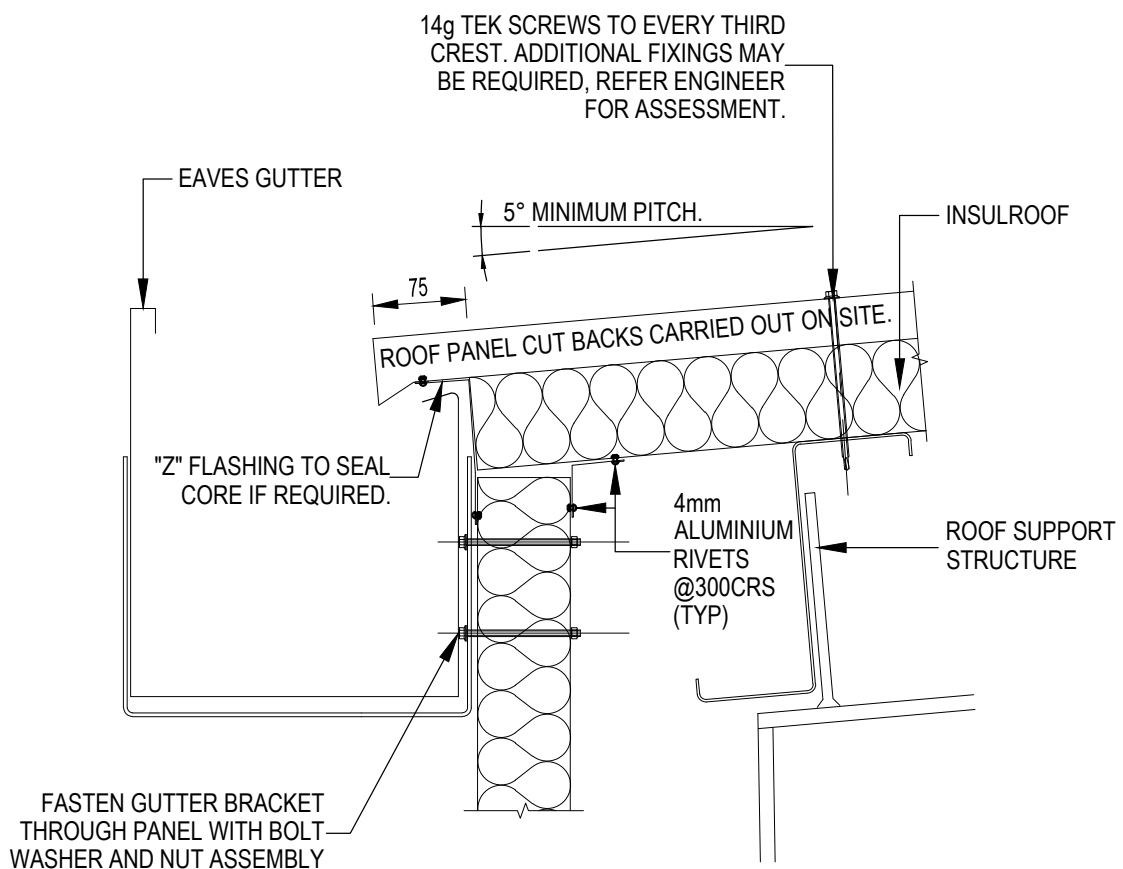 14g TEK SCREWS TO EVERY THIRD
CREST. ADDITIONAL FIXINGS MAY
BE REQUIRED, REFER ENGINEER
FOR ASSESSMENT.
EAVES GUTTER
5° MINIMUM PITCH.
INSULROOF
75
ROOF PANEL CUT BACKS CARRIED OUT ON SITE.
"Z" FLASHING TO SEAL
CORE IF REQUIRED.
4mm
ALUMINIUM
RIVETS
@300CRS
(TYP)
ROOF SUPPORT
STRUCTURE
FASTEN GUTTER BRACKET
THROUGH PANEL WITH BOLT
WASHER AND NUT ASSEMBLY